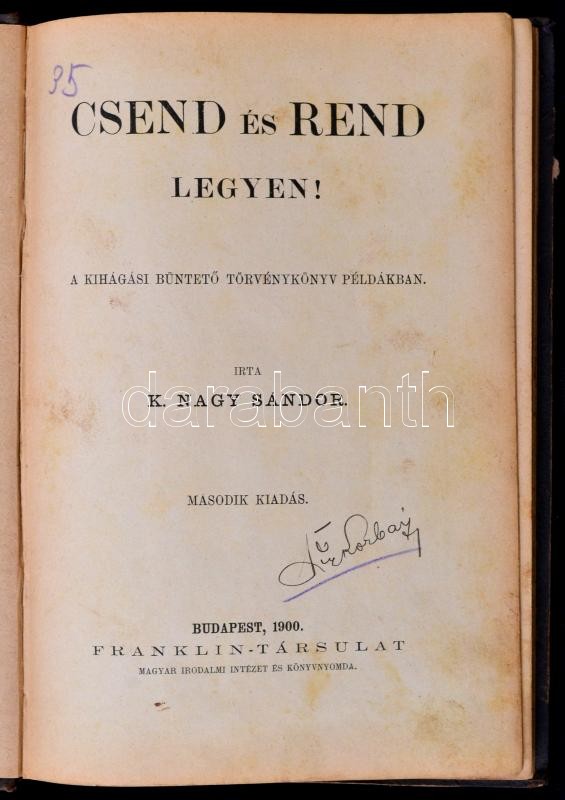 35
CSEND ÉS REND
LEGYEN!
A KIHÁGÁSI BÜNTETŐ TÖRVÉNYKÖNYV PÉLDÁKBAN.
IRTA
darabanth
K. NAGY SÁNDOR.
MÁSODIK KIADÁS.
BUDAPEST, 1900.
FRANKLIN-TÁRSULAT
MAGYAR IRODALMI INTÉZET ÉS KÖNYVNYOMDA.